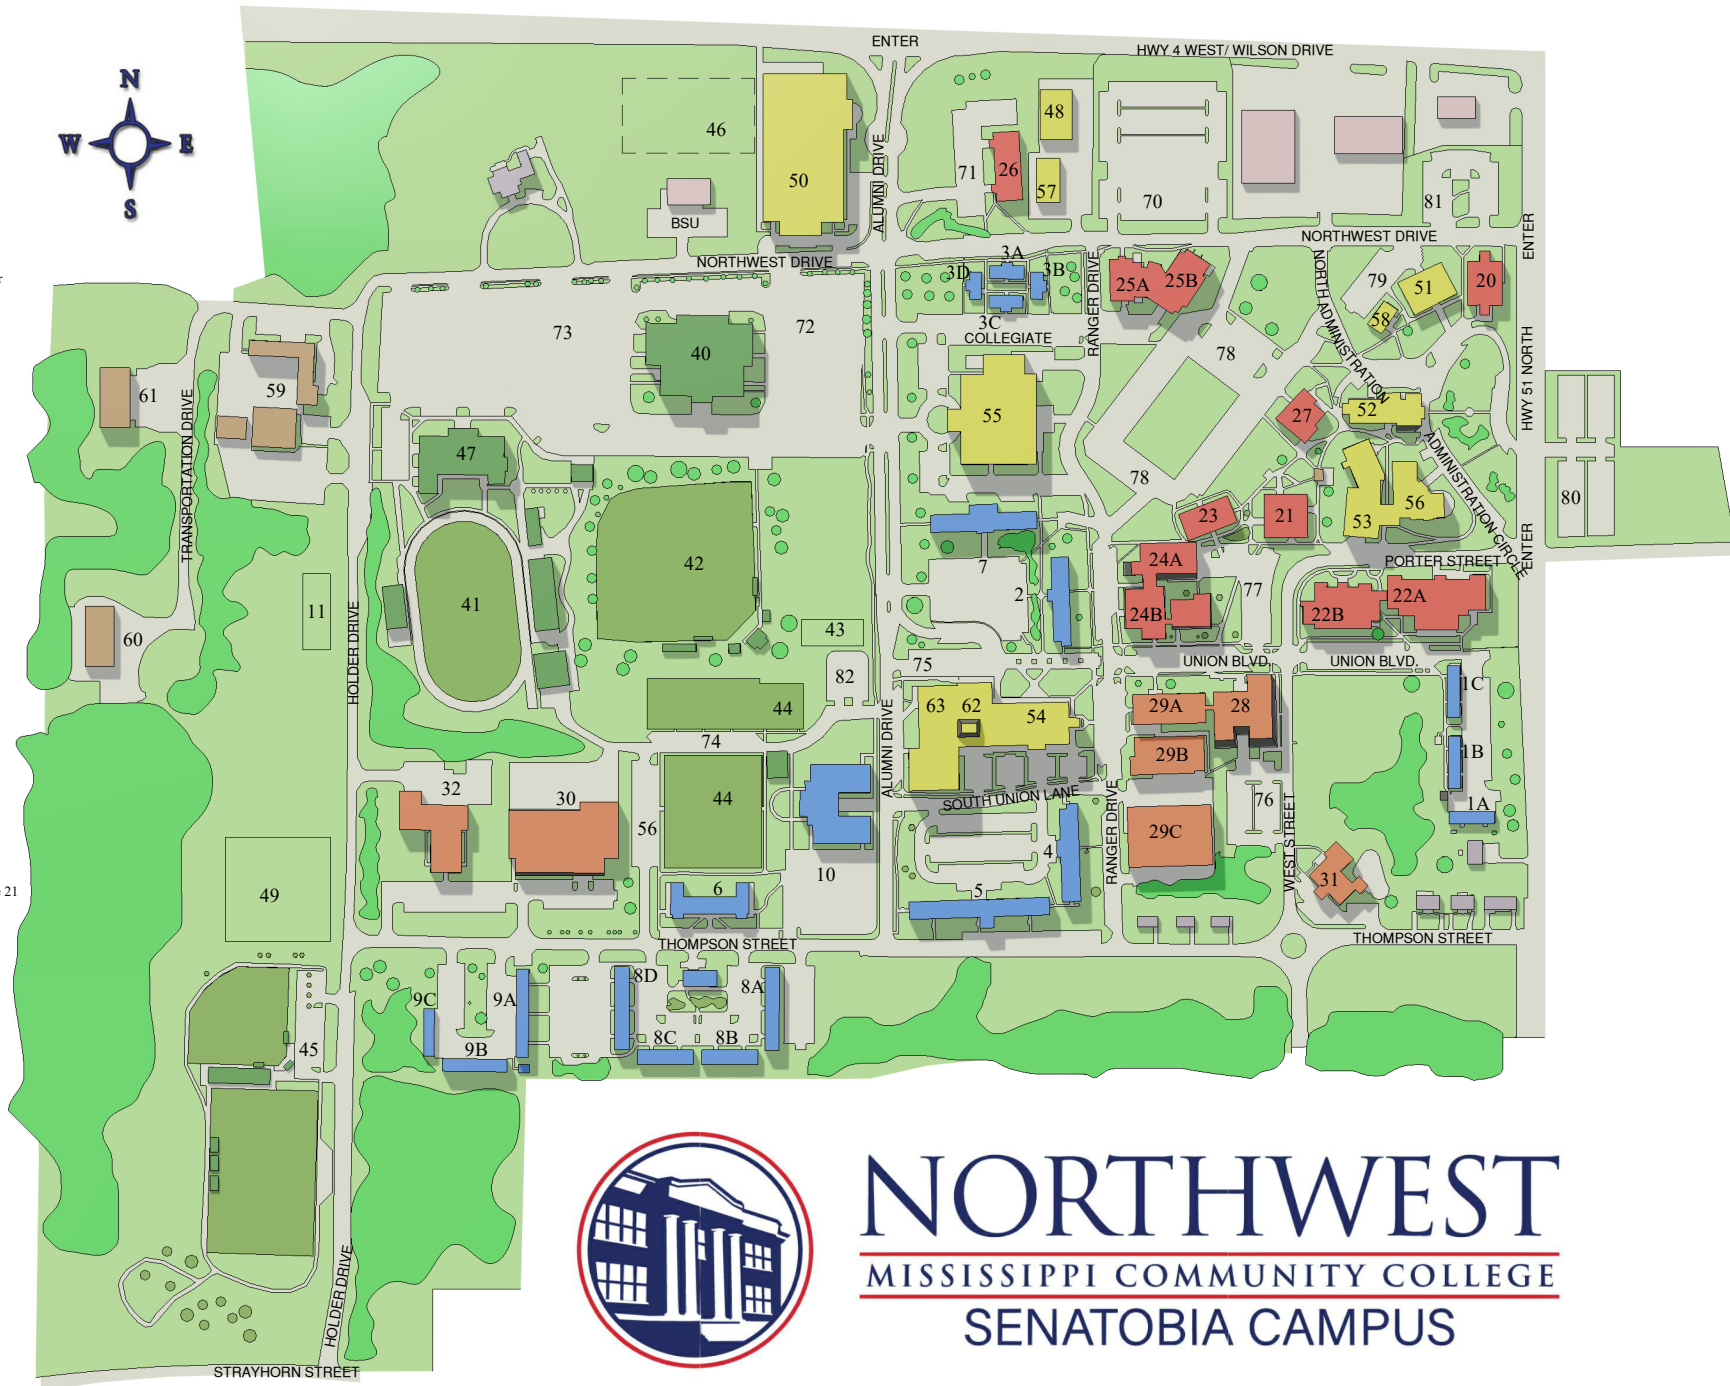 ENTER
HWY 4 WEST/ WILSON DRIVE
N
W E
S
46
50
ALUMNI DRIVE
48
71
26
57
70
81
BSU
NORTHWEST DRIVE
NORTHWEST DRIVE
ENTER
3A
3D
3B
3C
COLLEGIATE
RANGER DRIVE
25A
25B
NORTH ADMINISTRATION
79
51
58
20
73
72
40
78
HWY 51 NORTH
61
59
TRANSPORTATION DRIVE
55
27
52
ADMINISTRATION CIRCLE
47
78
53
56
80
23
21
ENTER
42
7
24A
PORTER STREET
41
11
2
24B
77
22B
22A
60
HOLDER DRIVE
43
75
UNION BLVD.
UNION BLVD.
82
44
ALUMNI DRIVE
63
62
54
29A
28
1C
74
29B
1B
32
30
44
56
SOUTH UNION LANE
RANGER DRIVE
76
WEST STREET
1A
29C
4
10
31
21
49
6
5
THOMPSON STREET
THOMPSON STREET
9C
9A
8D
8A
45
9B
8C
8B
HOLDER DRIVE
STRAYHORN STREET
NORTHWEST
MISSISSIPPI COMMUNITY COLLEGE
SENATOBIA CAMPUS